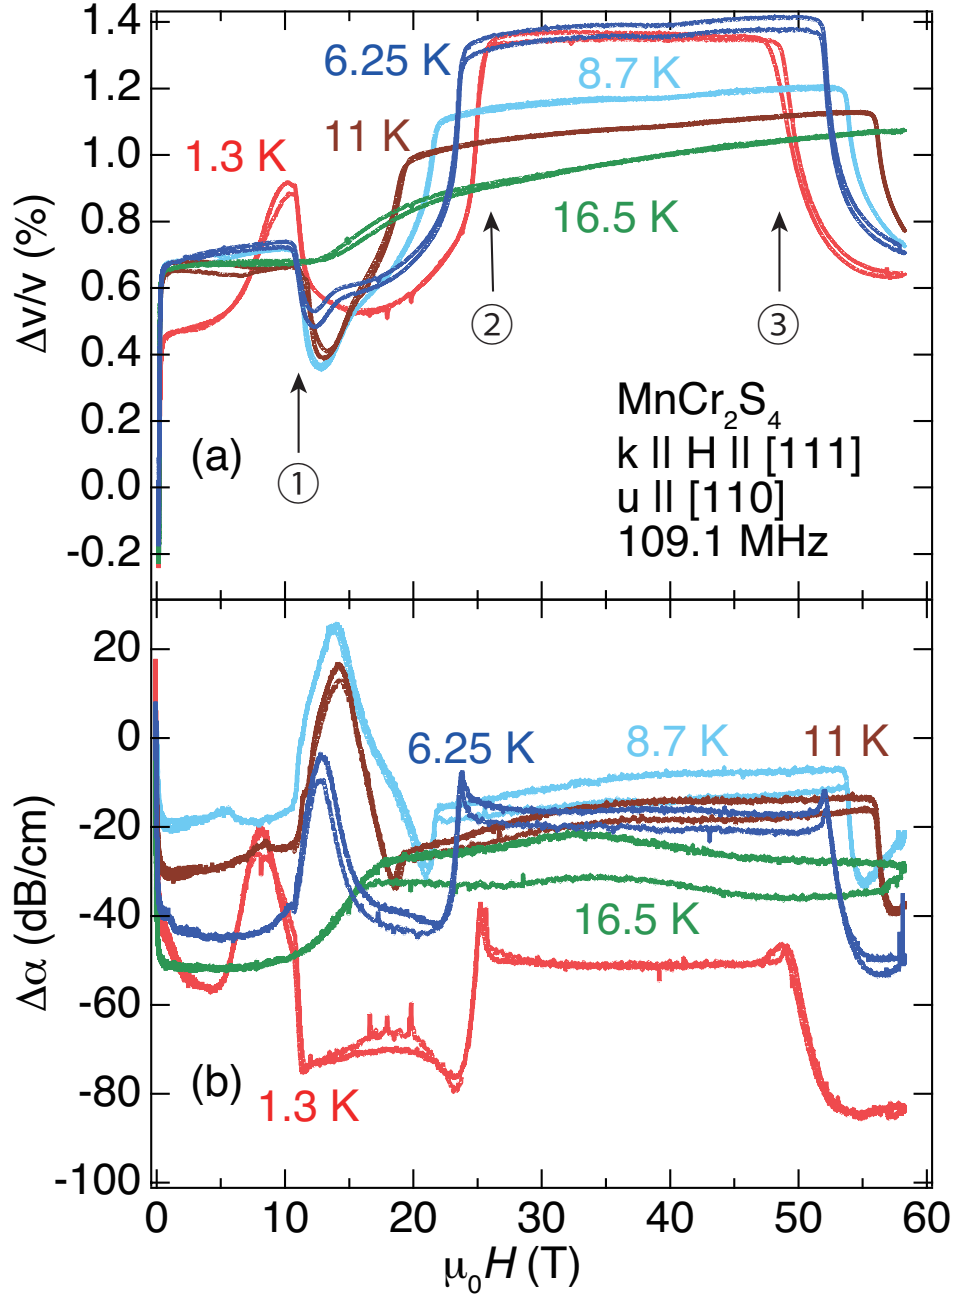 1.4
6.25 K
8.7 K
1.2
1.3 K
11 K
1.0
0.8
16.5 K
Δv/v (%)
0.6
②
③
0.4
MnCr₂S₄
(a)
k || H || [111]
0.2
①
u || [110]
0.0
109.1 MHz
-0.2
20
0
6.25 K
8.7 K
11 K
-20
Δα (dB/cm)
-40
16.5 K
-60
(b)
1.3 K
-80
-100
0 10 20 30 40 50 60
μ₀H (T)